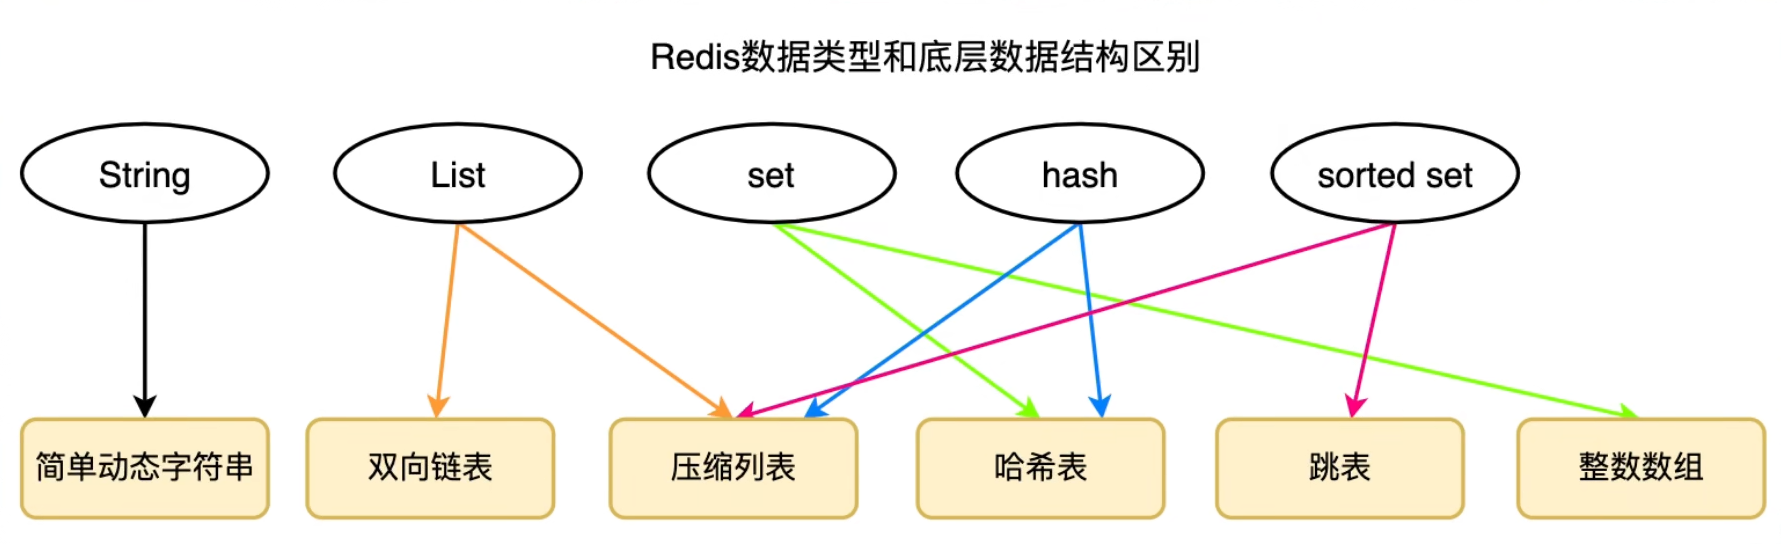 Redis数据类型和底层数据结构区别
String
List
set
hash
sorted set
简单动态字符串
双向链表
压缩列表
哈希表
跳表
整数数组